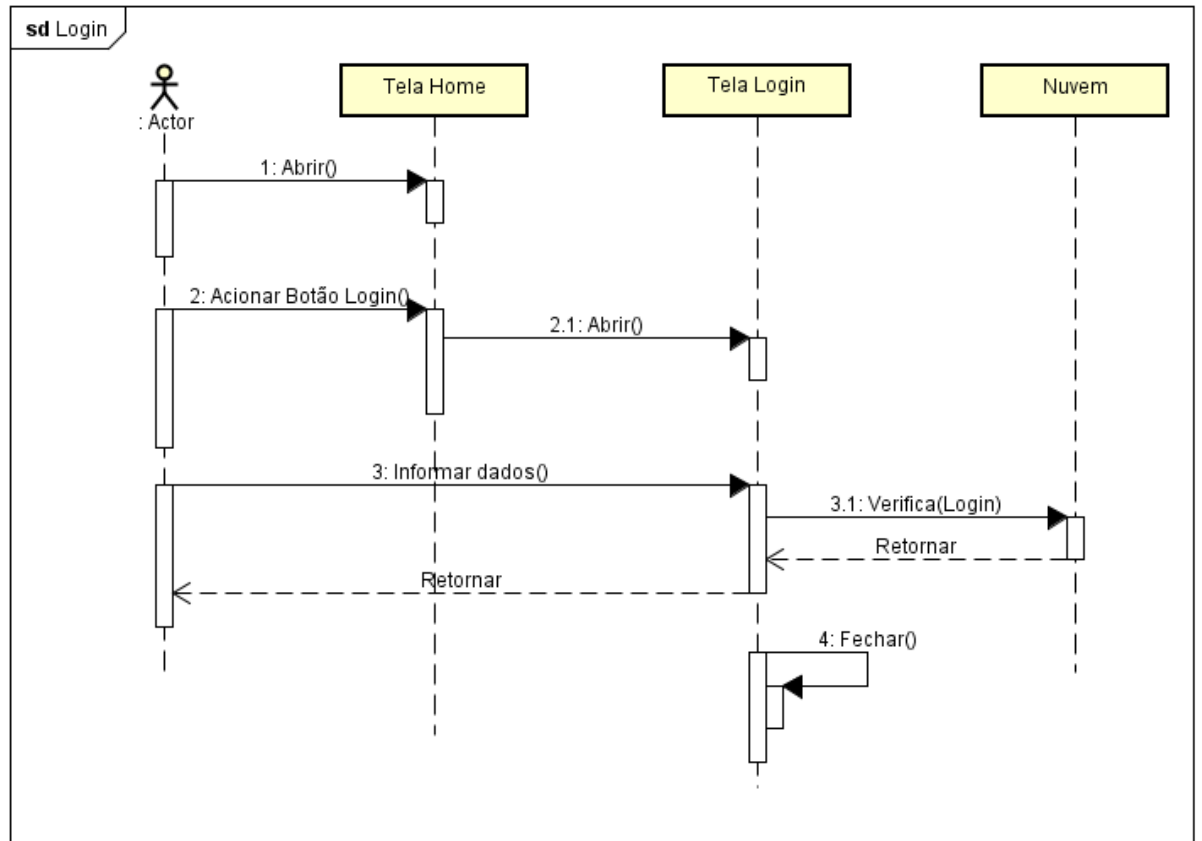 sd Login
Tela Home
Tela Login
Nuvem
: Actor
1: Abrir()
2: Acionar Botão Login()
2.1: Abrir()
3: Informar dados()
3.1: Verifica(Login)
Retornar
Retornar
4: Fechar()